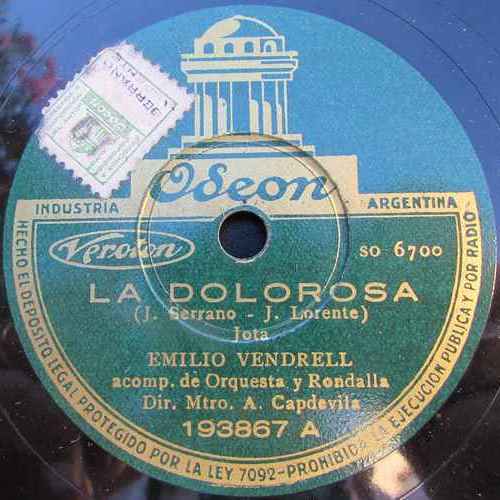 Odeon
INDUSTRIA ARGENTINA
Veroton
SO 6700
LA DOLOROSA
(J. Serrano - J. Lorente)
Jota
EMILIO VENDRELL
acomp. de Orquesta y Rondalla
Dir. Mtro. A. Capdevila
193867 A
HECHO EL DEPOSITO LEGAL PROTEGIDO POR LA LEY 7092-PROHIBIDA LA EJECUCION PUBLICA Y POR RADIO